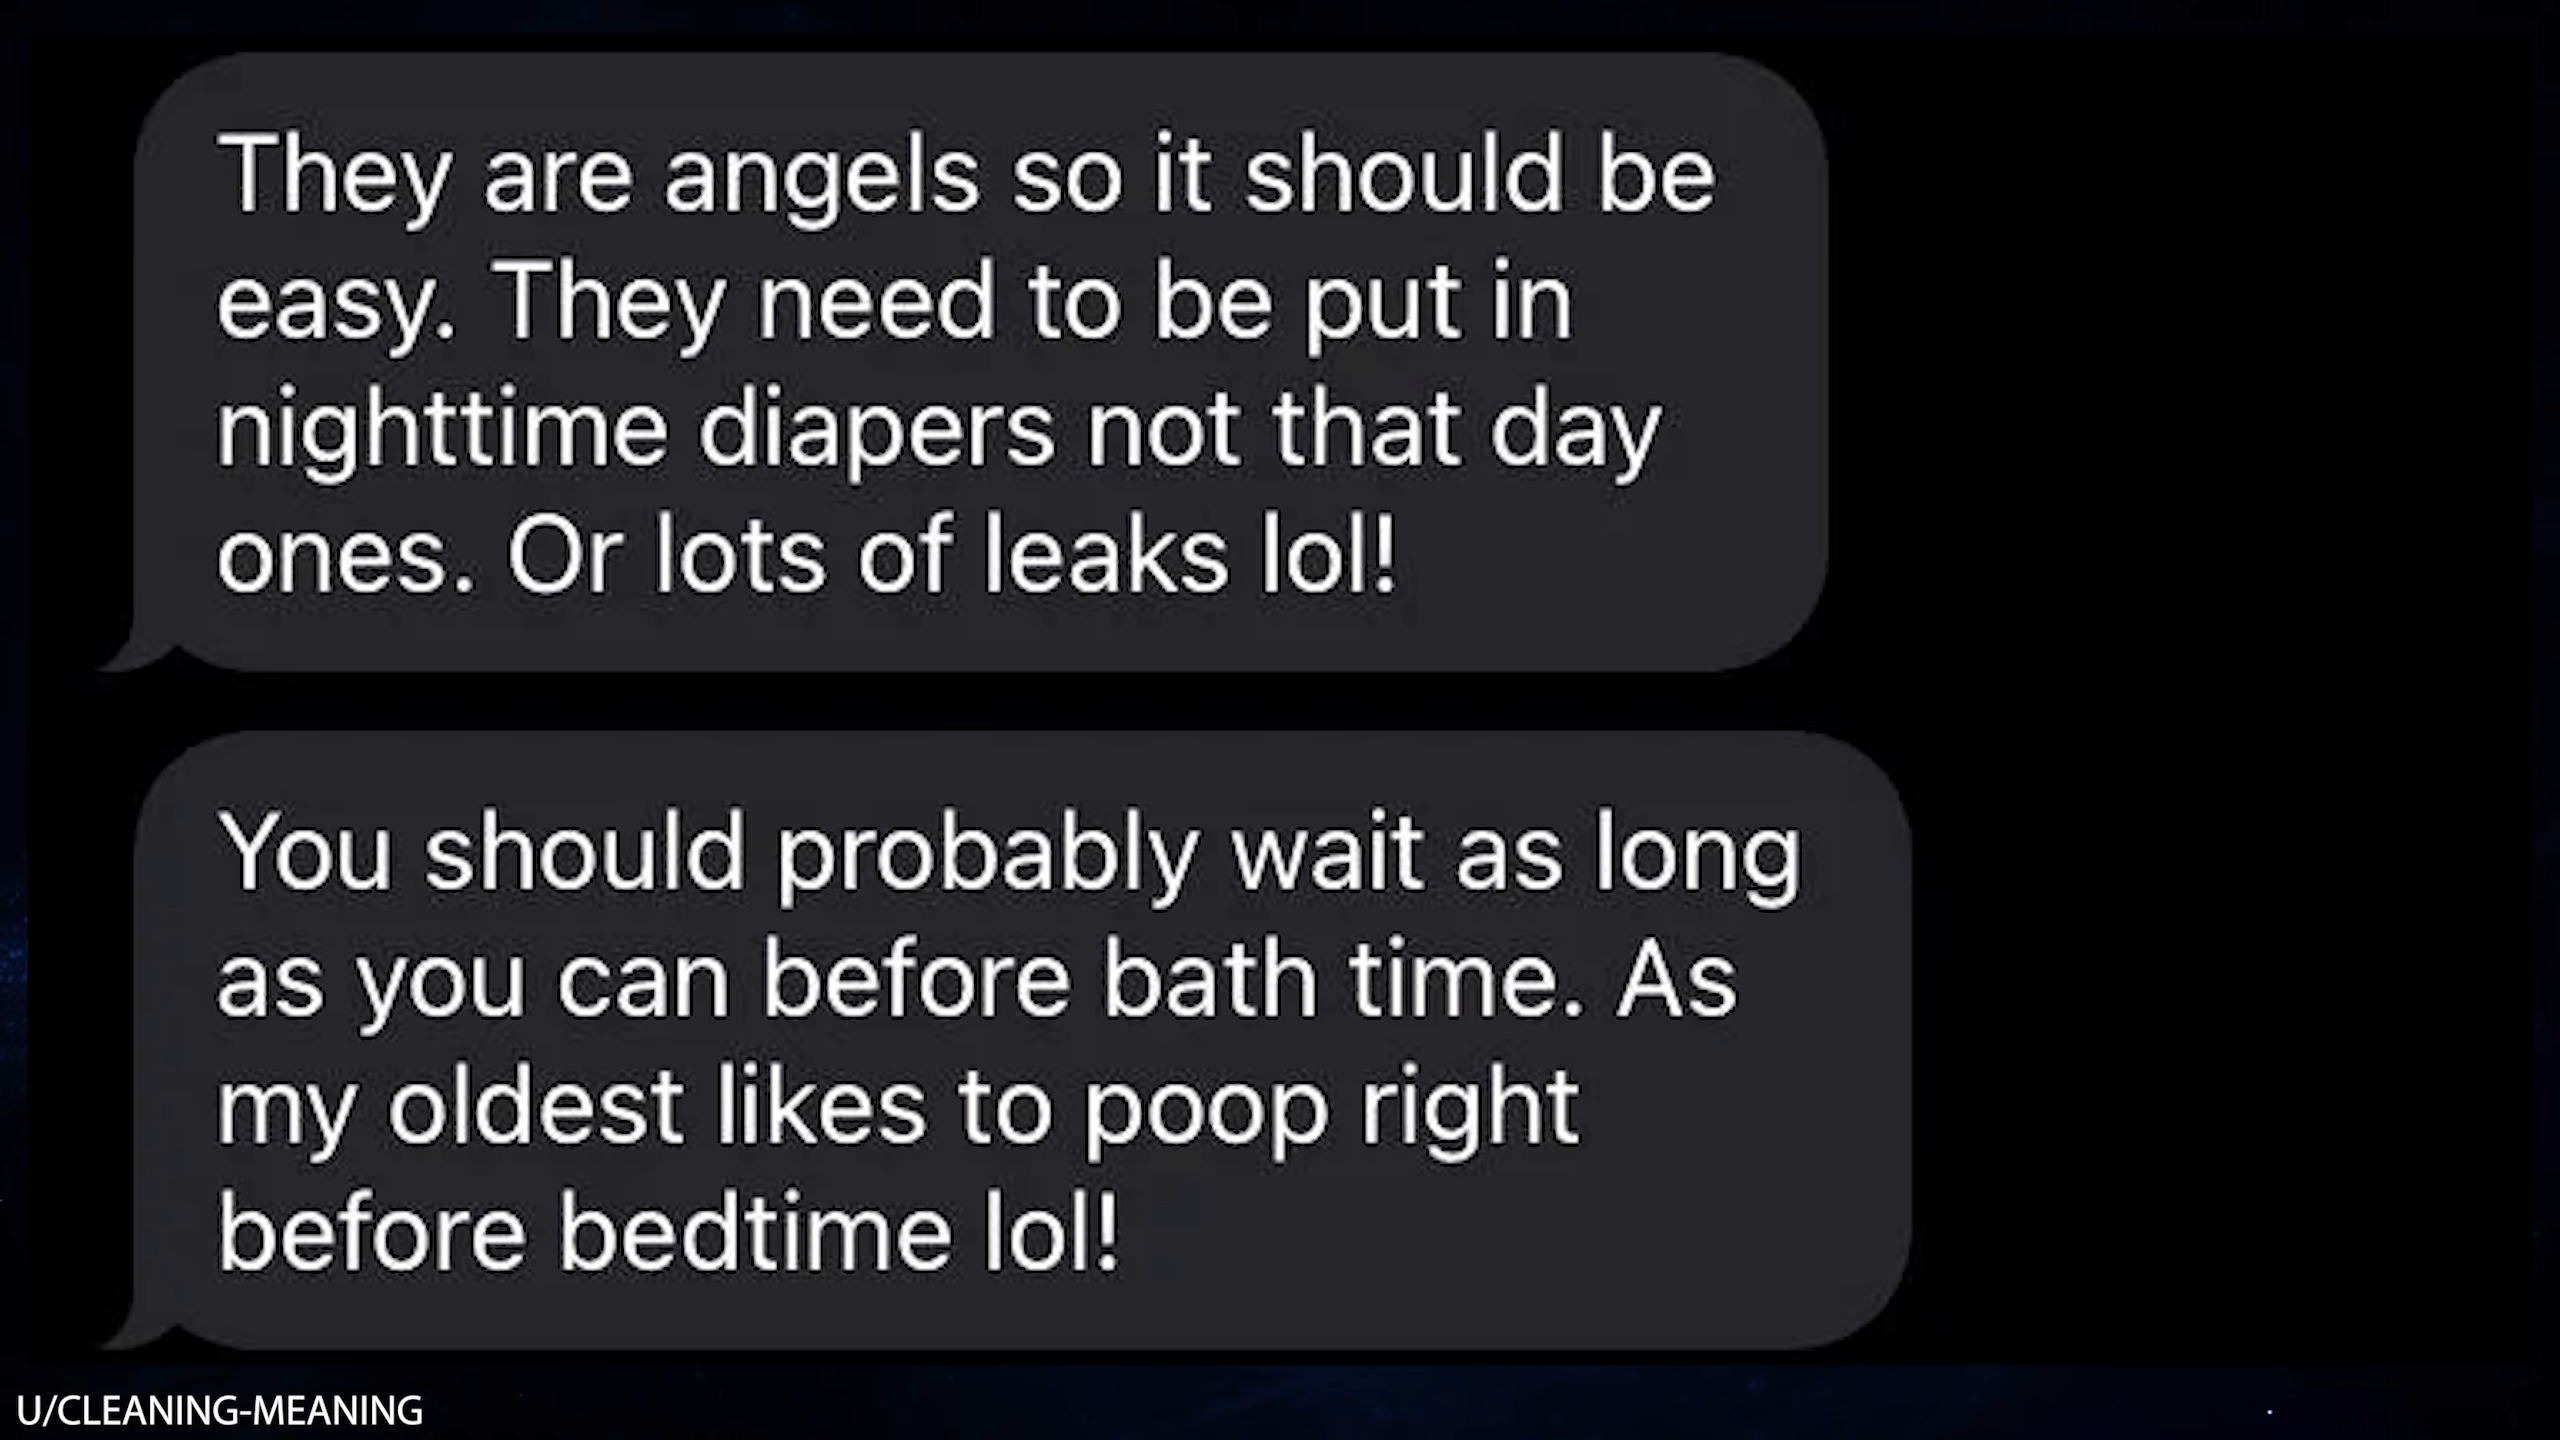 They are angels so it should be
easy. They need to be put in
nighttime diapers not that day
ones. Or lots of leaks lol!
You should probably wait as long
as you can before bath time. As
my oldest likes to poop right
before bedtime lol!
U/CLEANING-MEANING